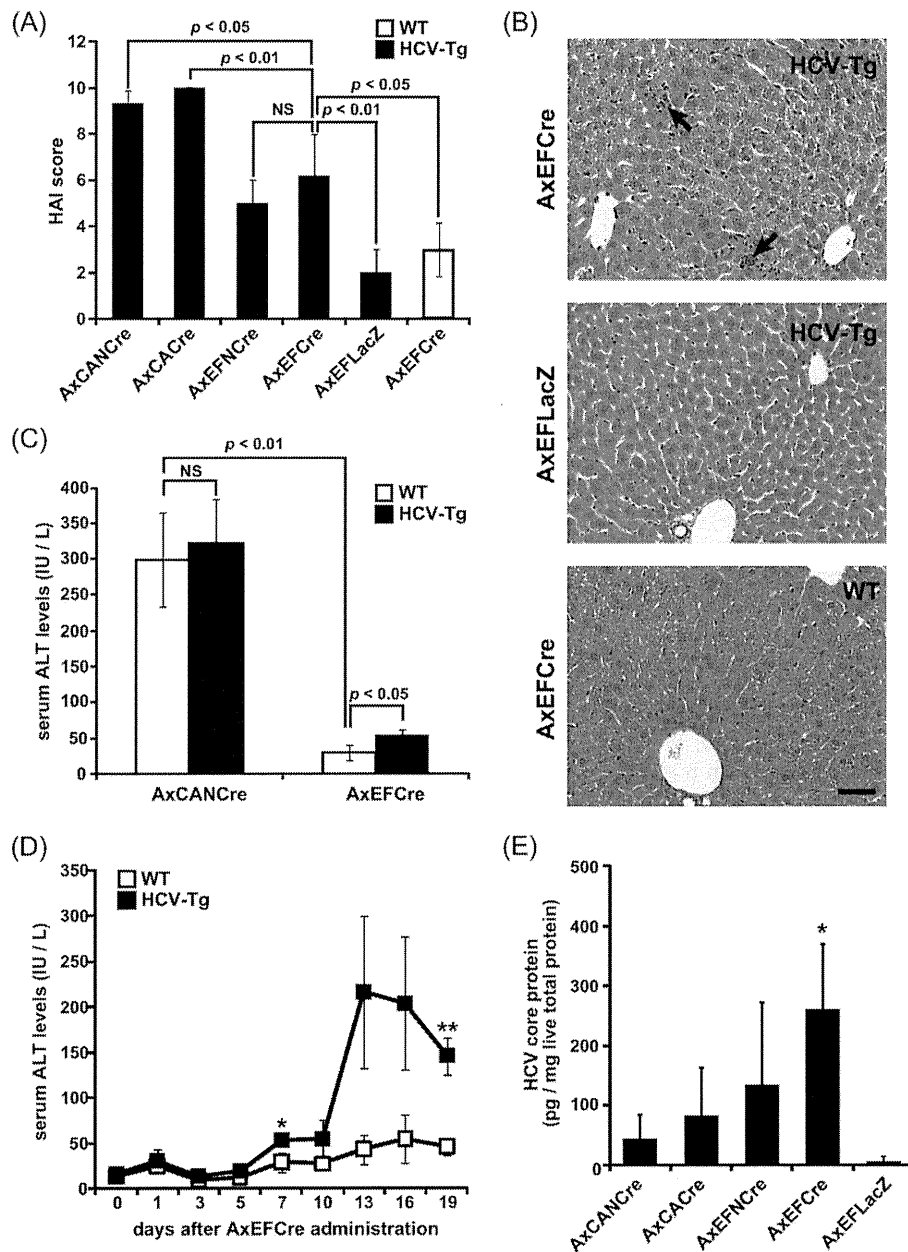 (A)
WT
HCV-Tg
p < 0.05
p < 0.01
p < 0.05
NS
p < 0.01
HAI score
12
10
8
6
4
2
0
AxCANCre
AxCACre
AxEFNCre
AxEFCre
AxEFLacZ
AxEFCre
(B)
HCV-Tg
AxEFCre
HCV-Tg
AxEFLacZ
WT
AxEFCre
(C)
p < 0.01
NS
WT
HCV-Tg
p < 0.05
serum ALT levels (IU / L)
400
350
300
250
200
150
100
50
0
AxCANCre
AxEFCre
(D)
WT
HCV-Tg
serum ALT levels (IU / L)
350
300
250
200
150
100
50
0
*
**
0 1 3 5 7 10 13 16 19
days after AxEFCre administration
(E)
HCV core protein
(pg / mg live total protein)
500
400
300
200
100
0
*
AxCANCre
AxCACre
AxEFNCre
AxEFCre
AxEFLacZ